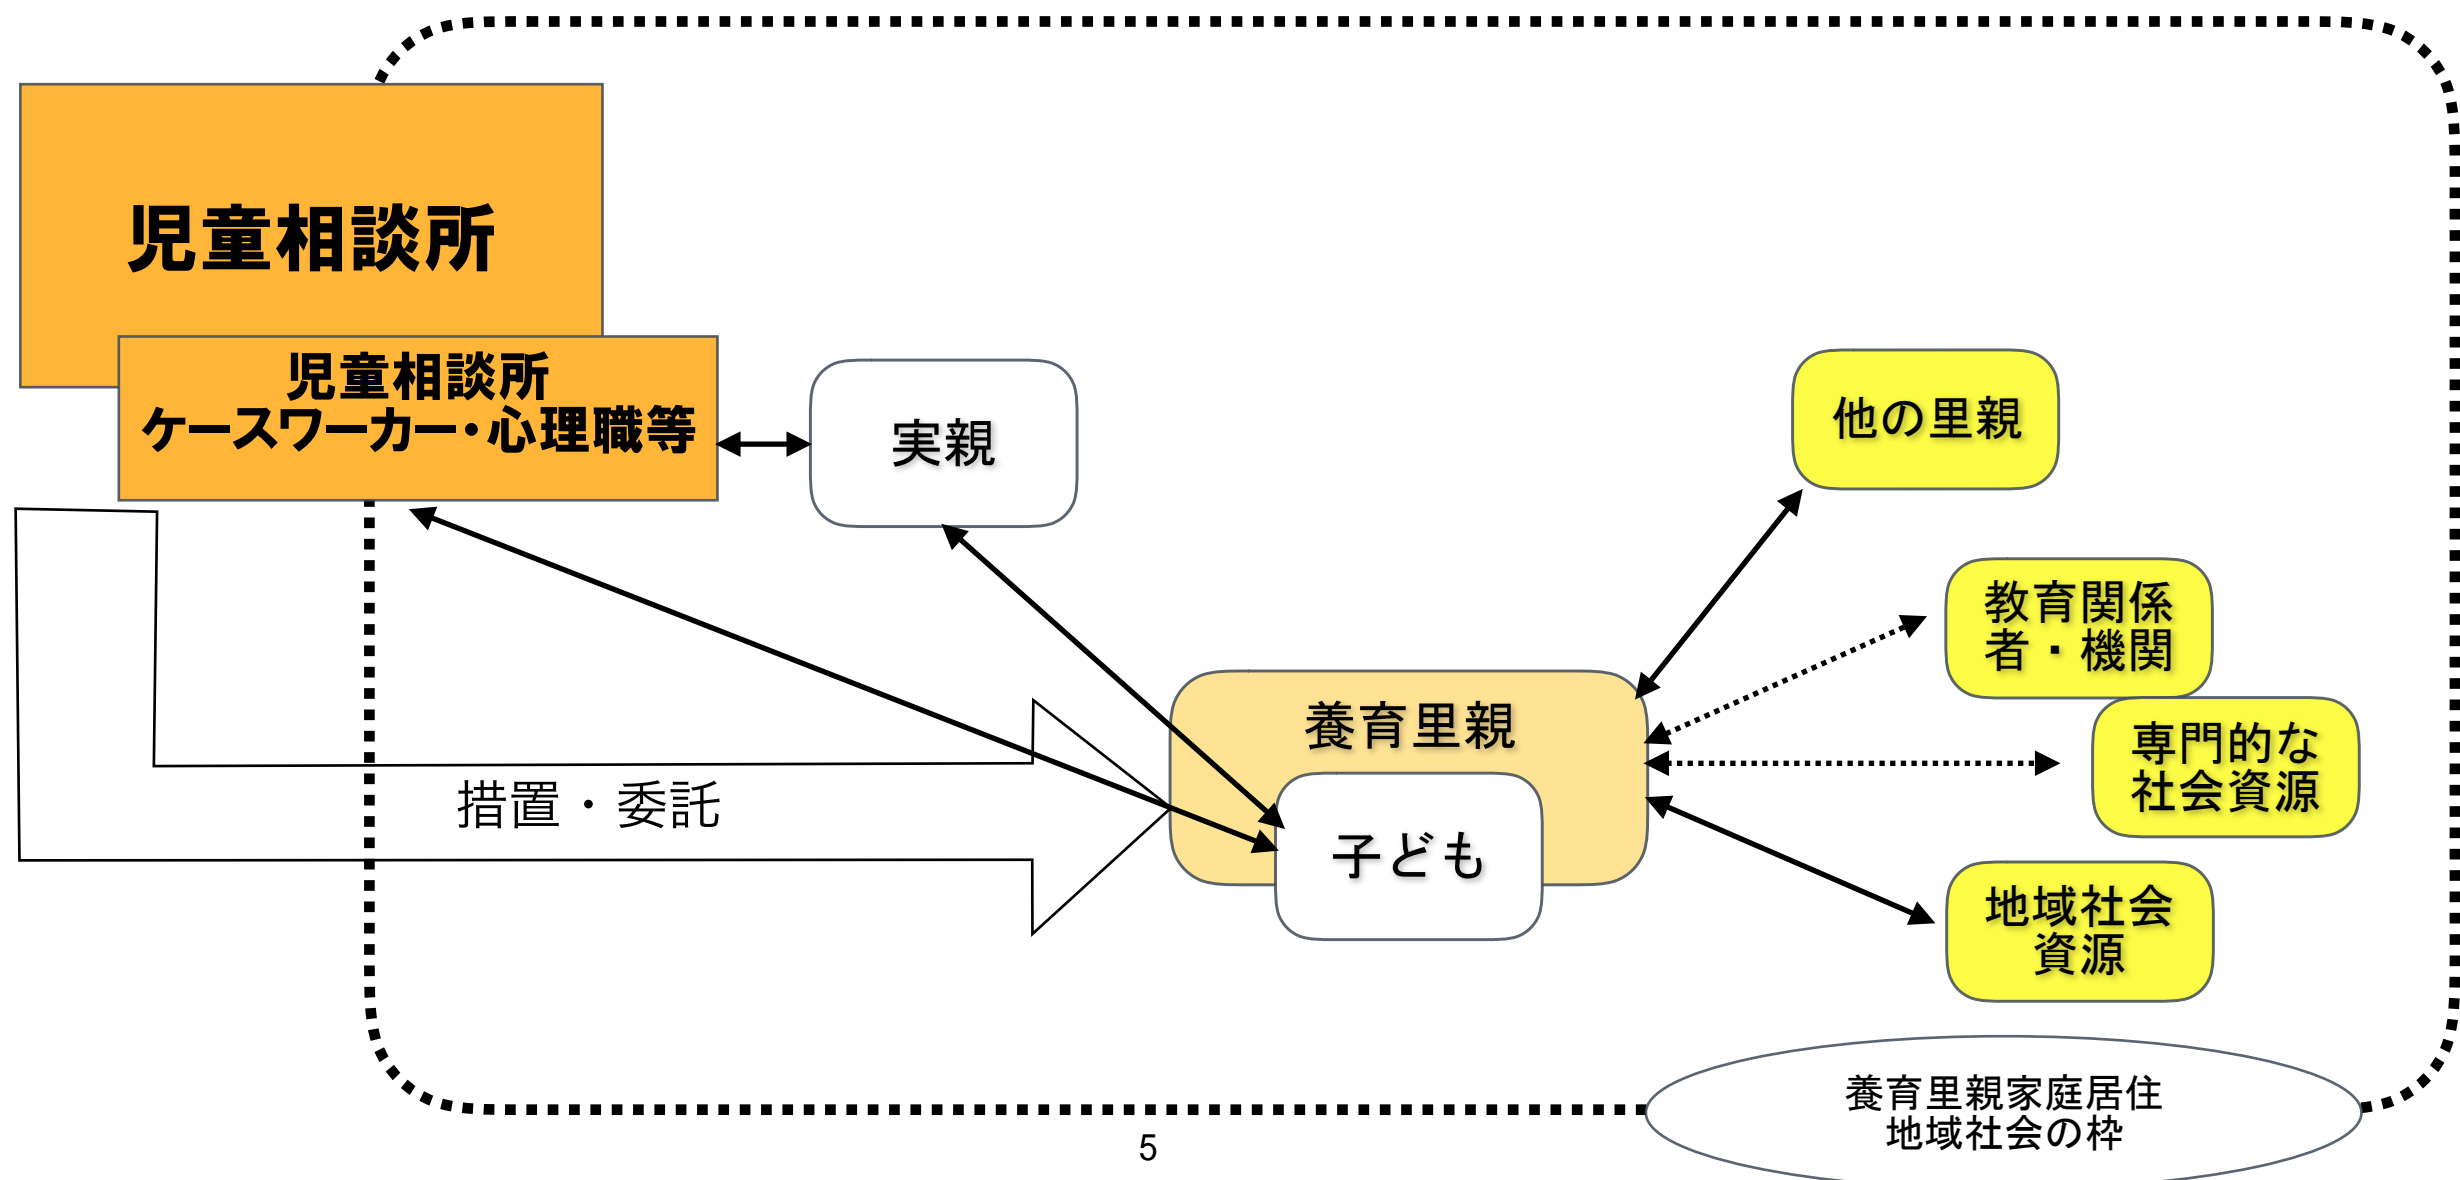 児童相談所
児童相談所
ケースワーカー・心理職等
実親
他の里親
教育関係
者・機関
養育里親
専門的な
社会資源
措置・委託
子ども
地域社会
資源
養育里親家庭居住
地域社会の枠
5